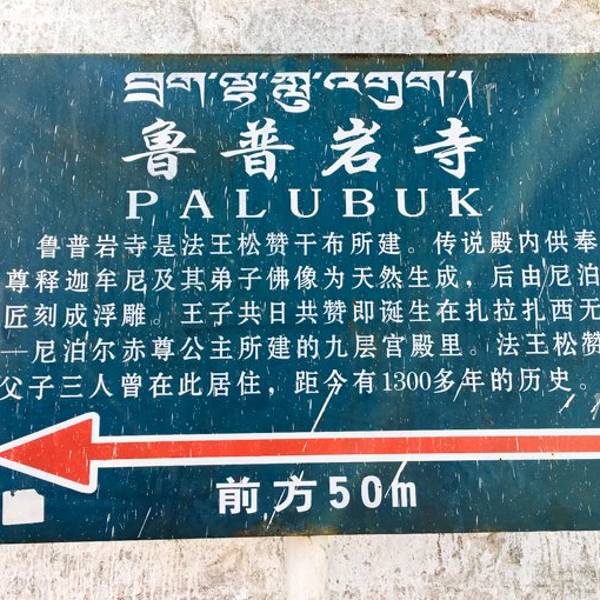 བྲག་ལྷ་ཀླུ་འགུག།
鲁普岩寺
PALUBUK
鲁普岩寺是法王松赞干布所建。传说殿内供奉
尊释迦牟尼及其弟子佛像为天然生成，后由尼泊
匠刻成浮雕。王子共日共赞即诞生在扎拉扎西无
—尼泊尔赤尊公主所建的九层宫殿里。法王松赞
父子三人曾在此居住，距今有1300多年的历史。
前方50m